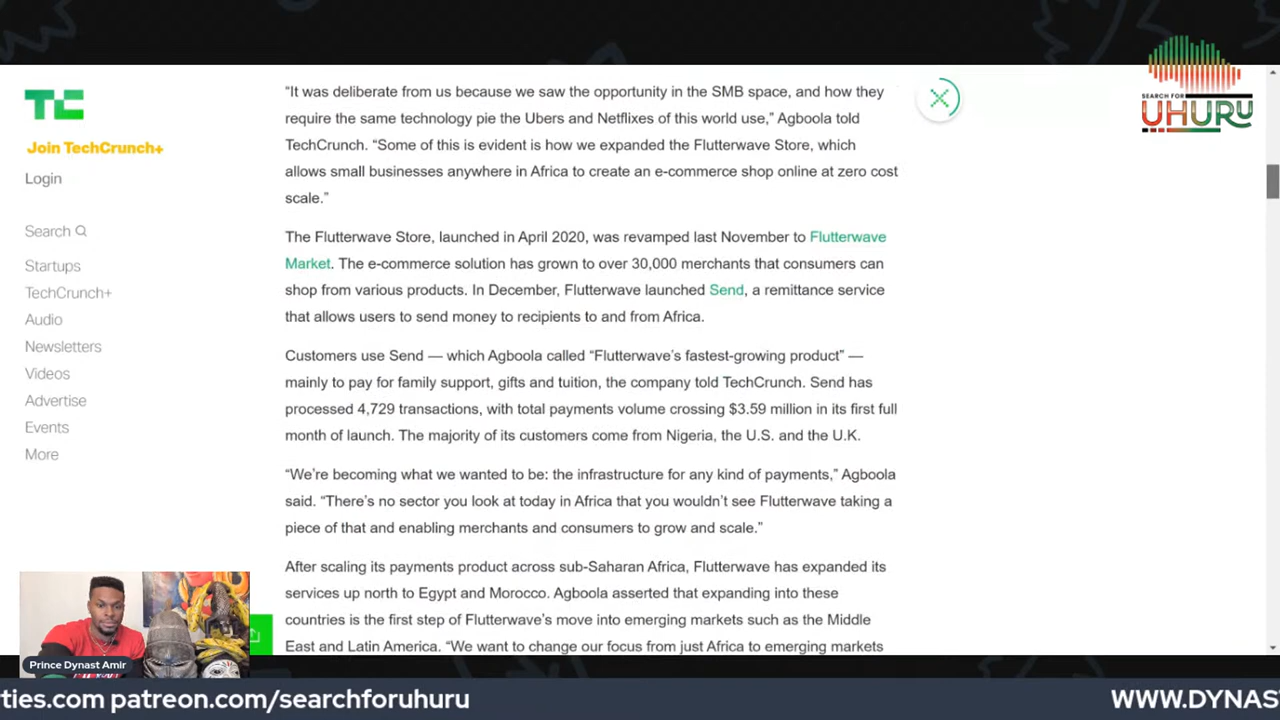 SEARCH FOR
UHURU
TC
Join TechCrunch+
Login
Search
Startups
TechCrunch+
Audio
Newsletters
Videos
Advertise
Events
More
“It was deliberate from us because we saw the opportunity in the SMB space, and how they
require the same technology pie the Ubers and Netflixes of this world use,” Agboola told
TechCrunch. “Some of this is evident is how we expanded the Flutterwave Store, which
allows small businesses anywhere in Africa to create an e-commerce shop online at zero cost
scale.”
The Flutterwave Store, launched in April 2020, was revamped last November to Flutterwave
Market. The e-commerce solution has grown to over 30,000 merchants that consumers can
shop from various products. In December, Flutterwave launched Send, a remittance service
that allows users to send money to recipients to and from Africa.
Customers use Send — which Agboola called “Flutterwave’s fastest-growing product” —
mainly to pay for family support, gifts and tuition, the company told TechCrunch. Send has
processed 4,729 transactions, with total payments volume crossing $3.59 million in its first full
month of launch. The majority of its customers come from Nigeria, the U.S. and the U.K.
“We’re becoming what we wanted to be: the infrastructure for any kind of payments,” Agboola
said. “There’s no sector you look at today in Africa that you wouldn’t see Flutterwave taking a
piece of that and enabling merchants and consumers to grow and scale.”
After scaling its payments product across sub-Saharan Africa, Flutterwave has expanded its
services up north to Egypt and Morocco. Agboola asserted that expanding into these
countries is the first step of Flutterwave’s move into emerging markets such as the Middle
East and Latin America. “We want to change our focus from just Africa to emerging markets
Prince Dynast Amir
ties.com patreon.com/searchforuhuru
WWW.DYNAS